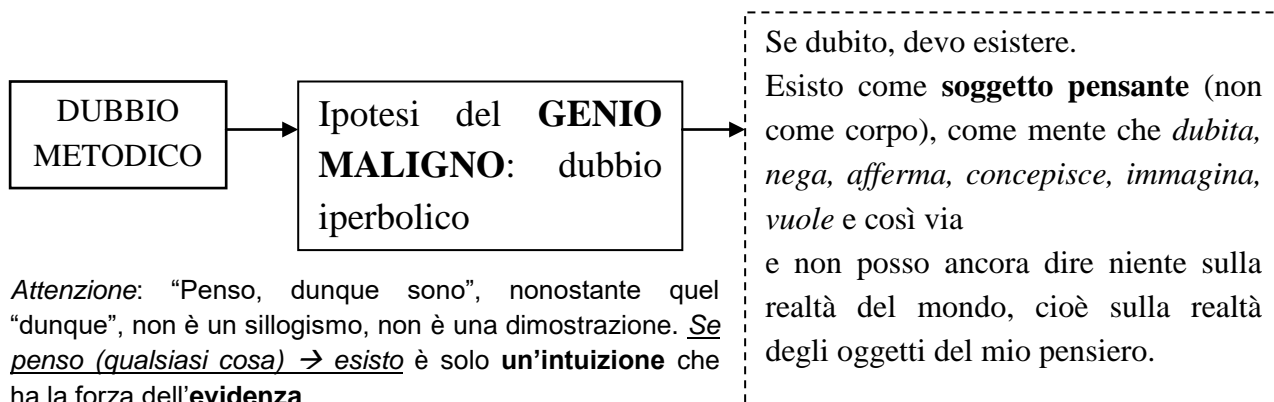 DUBBIO
METODICO
Ipotesi del GENIO
MALIGNO: dubbio
iperbolico
Se dubito, devo esistere.
Esisto come soggetto pensante (non
come corpo), come mente che dubita,
nega, afferma, concepisce, immagina,
vuole e così via
e non posso ancora dire niente sulla
realtà del mondo, cioè sulla realtà
degli oggetti del mio pensiero.
Attenzione: “Penso, dunque sono”, nonostante quel
“dunque”, non è un sillogismo, non è una dimostrazione. Se
penso (qualsiasi cosa) → esisto è solo un’intuizione che
ha la forza dell’evidenza